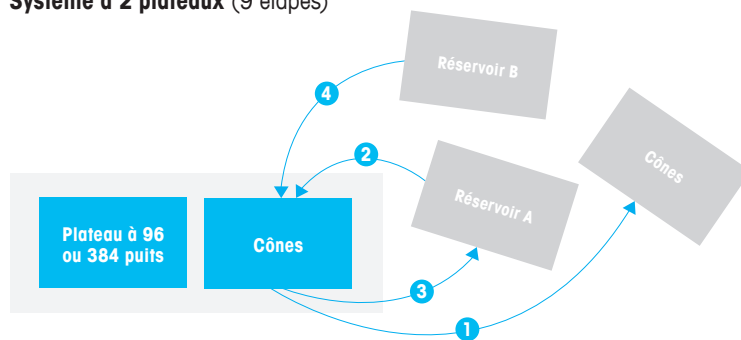 Système à 2 plateaux (9 étapes)
Réservoir B
4
Cônes
2
Réservoir A
Plateau à 96
ou 384 puits
Cônes
3
1